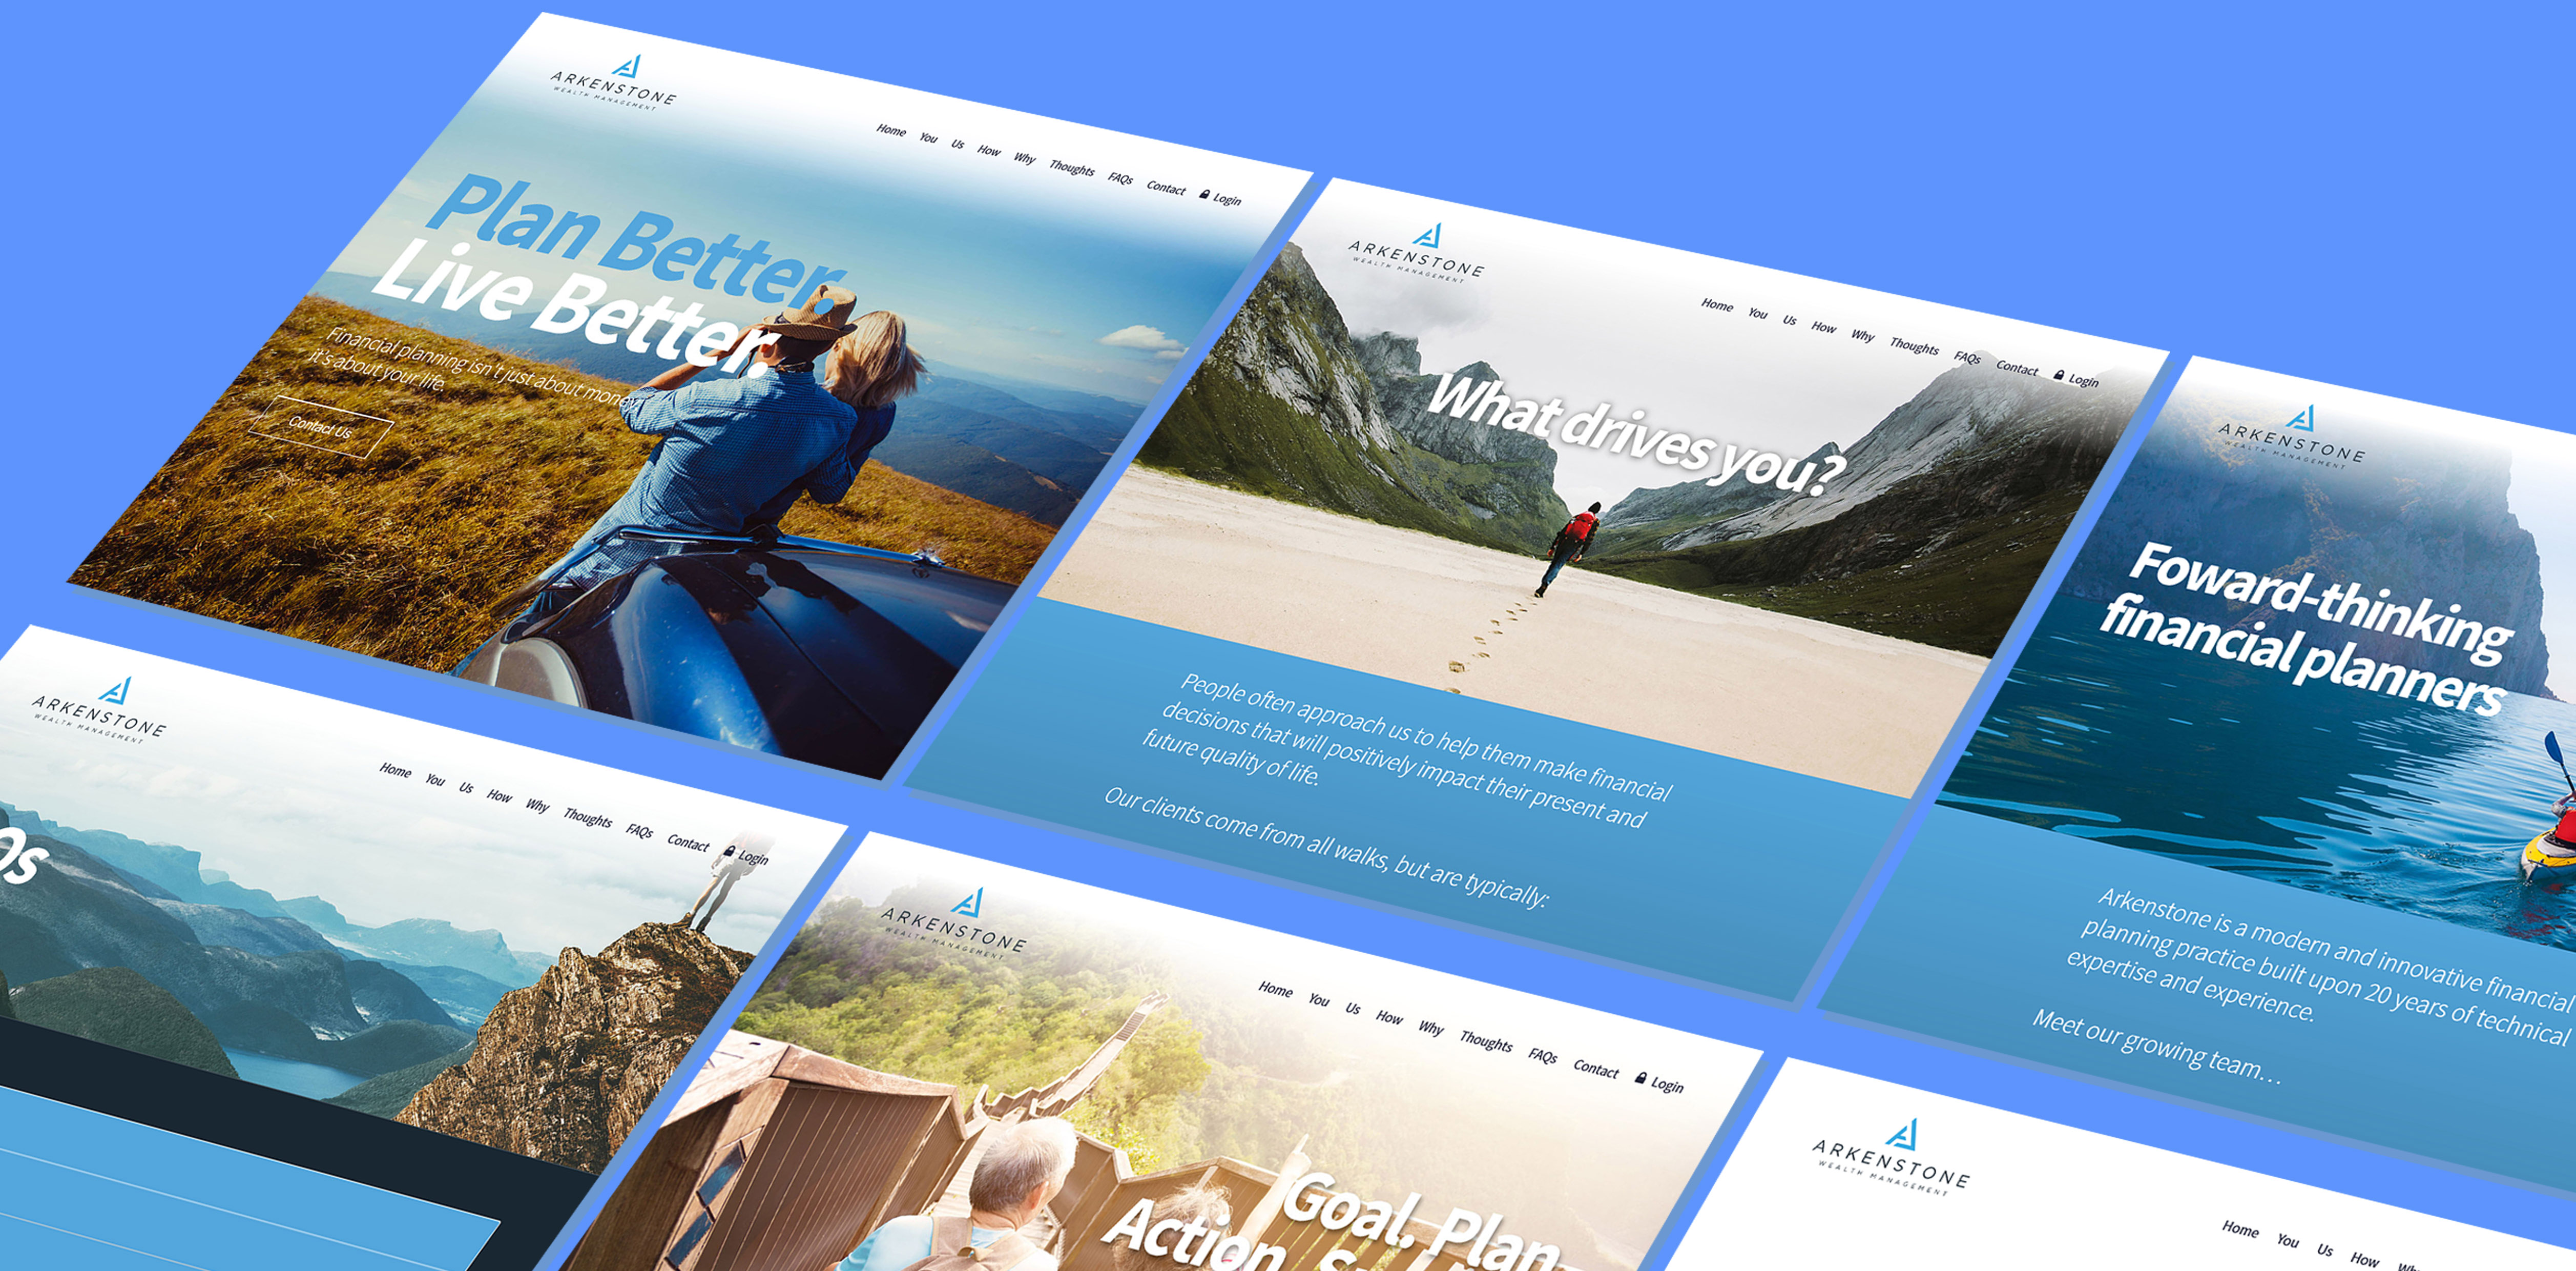 ARKENSTONE
WEALTH MANAGEMENT
Home You Us How Why Thoughts FAQs Contact Login
Plan Better.
Live Better.
Financial planning isn't just about money
it's about your life.
Contact Us
ARKENSTONE
WEALTH MANAGEMENT
Home You Us How Why Thoughts FAQs Contact Login
What drives you?
People often approach us to help them make financial
decisions that will positively impact their present and
future quality of life.
Our clients come from all walks, but are typically:
ARKENSTONE
WEALTH MANAGEMENT
Foward-thinking
financial planners
Arkenstone is a modern and innovative financial
planning practice built upon 20 years of technical
expertise and experience.
Meet our growing team...
ARKENSTONE
WEALTH MANAGEMENT
Home You Us How Why Thoughts FAQs Contact Login
ARKENSTONE
WEALTH MANAGEMENT
Home You Us How Why Thoughts FAQs Contact Login
Goal. Plan.
Action.
ARKENSTONE
WEALTH MANAGEMENT
Home You Us How